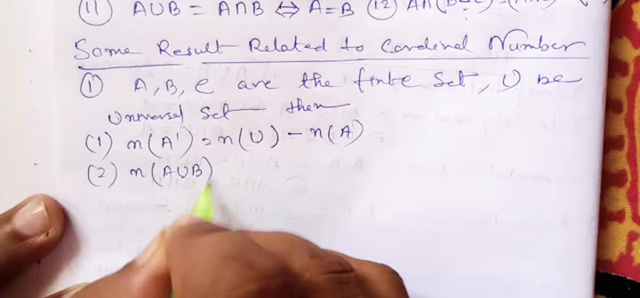 (11) A∪B = A∩B ⇔ A=B (12) A∩(B
Some Result Related to Cardinal Number
(1) A, B, C are the finite Set, U be
Universal Set then
(1) n(A') = n(U) - n(A)
(2) n(A∪B)